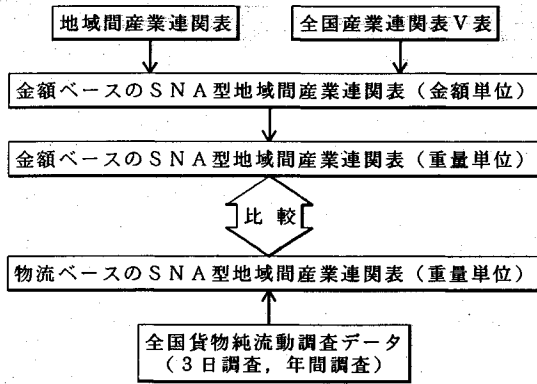 地域間産業連関表
全国産業連関表V表
金額ベースのSNA型地域間産業連関表（金額単位）
金額ベースのSNA型地域間産業連関表（重量単位）
比較
物流ベースのSNA型地域間産業連関表（重量単位）
全国貨物純流動調査データ
（３日調査，年間調査）